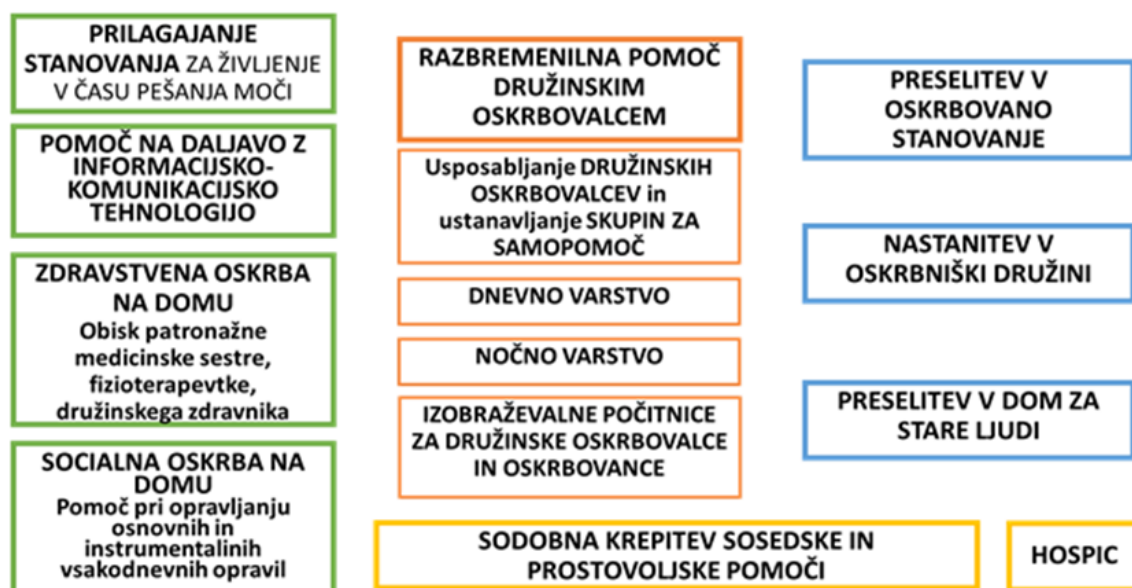 PRILAGAJANJE
STANOVANJA ZA ŽIVLJENJE
V ČASU PEŠANJA MOČI
POMOČ NA DALJAVO Z
INFORMACIJSKO-
KOMUNIKACIJSKO
TEHNOLOGIJO
ZDRAVSTVENA OSKRBA
NA DOMU
Obisk patronažne
medicinske sestre,
fizioterapevtke,
družinskega zdravnika
SOCIALNA OSKRBA NA
DOMU
Pomoč pri opravljanju
osnovnih in
instrumentalinih
vsakodnevnih opravil
RAZBREMENILNA POMOČ
DRUŽINSKIM
OSKRBOVALCEM
Usposabljanje DRUŽINSKIH
OSKRBOVALCEV in
ustanavljanje SKUPIN ZA
SAMOPOMOČ
DNEVNO VARSTVO
NOČNO VARSTVO
IZOBRAŽEVALNE POČITNICE
ZA DRUŽINSKE OSKRBOVALCE
IN OSKRBOVANCE
PRESELITEV V
OSKRBOVANO
STANOVANJE
NASTANITEV V
OSKRBNIŠKI DRUŽINI
PRESELITEV V DOM ZA
STARE LJUDI
SODOBNA KREPITEV SOSEDSKE IN
PROSTOVOLJSKE POMOČI
HOSPIC